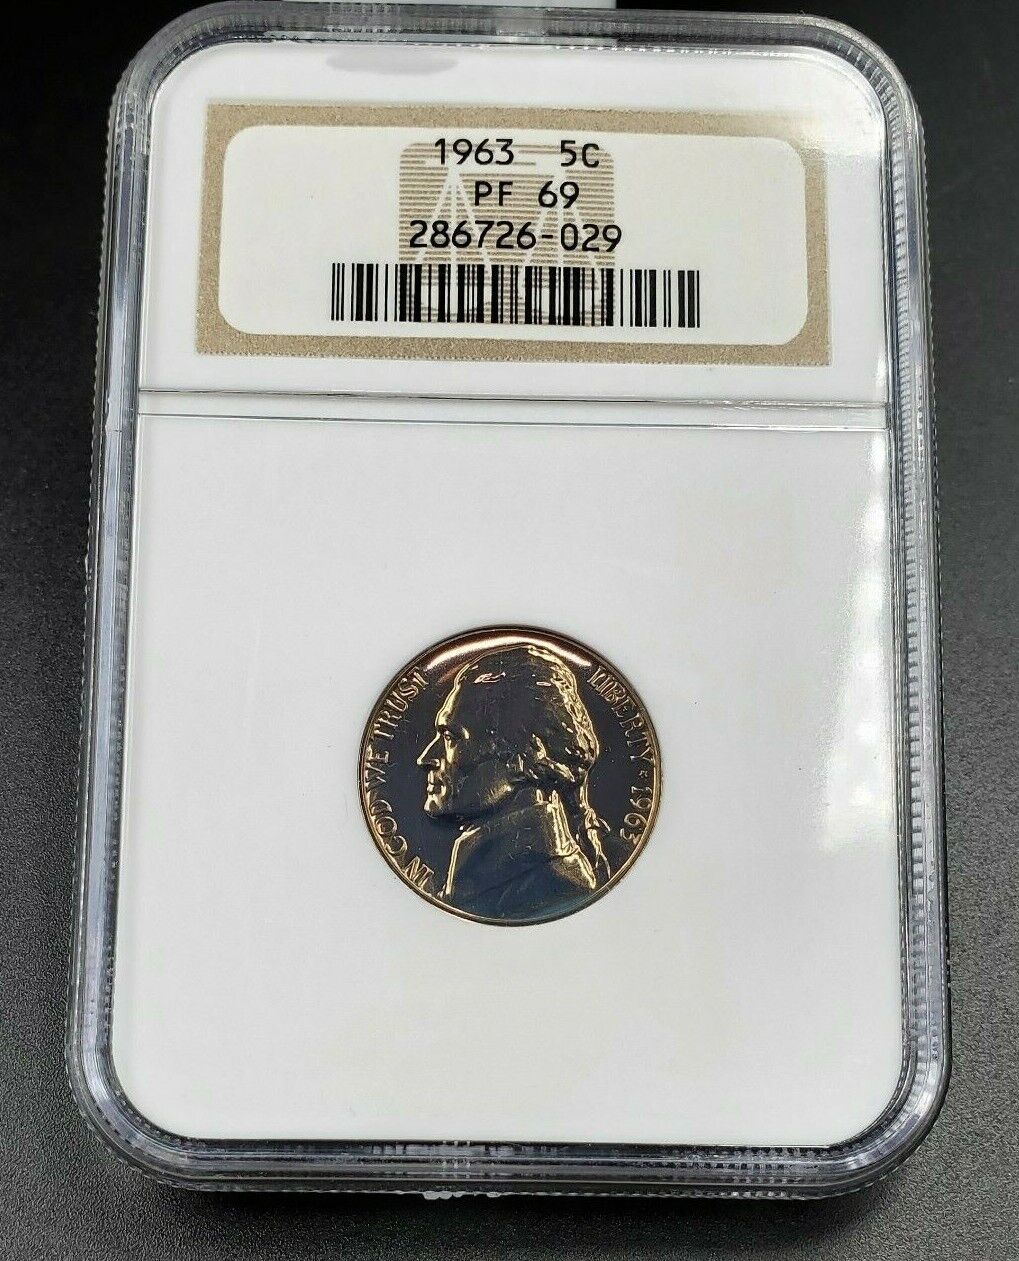 1963 5C
PF 69
286726-029
IN GOD WE TRUST
LIBERTY * 1963